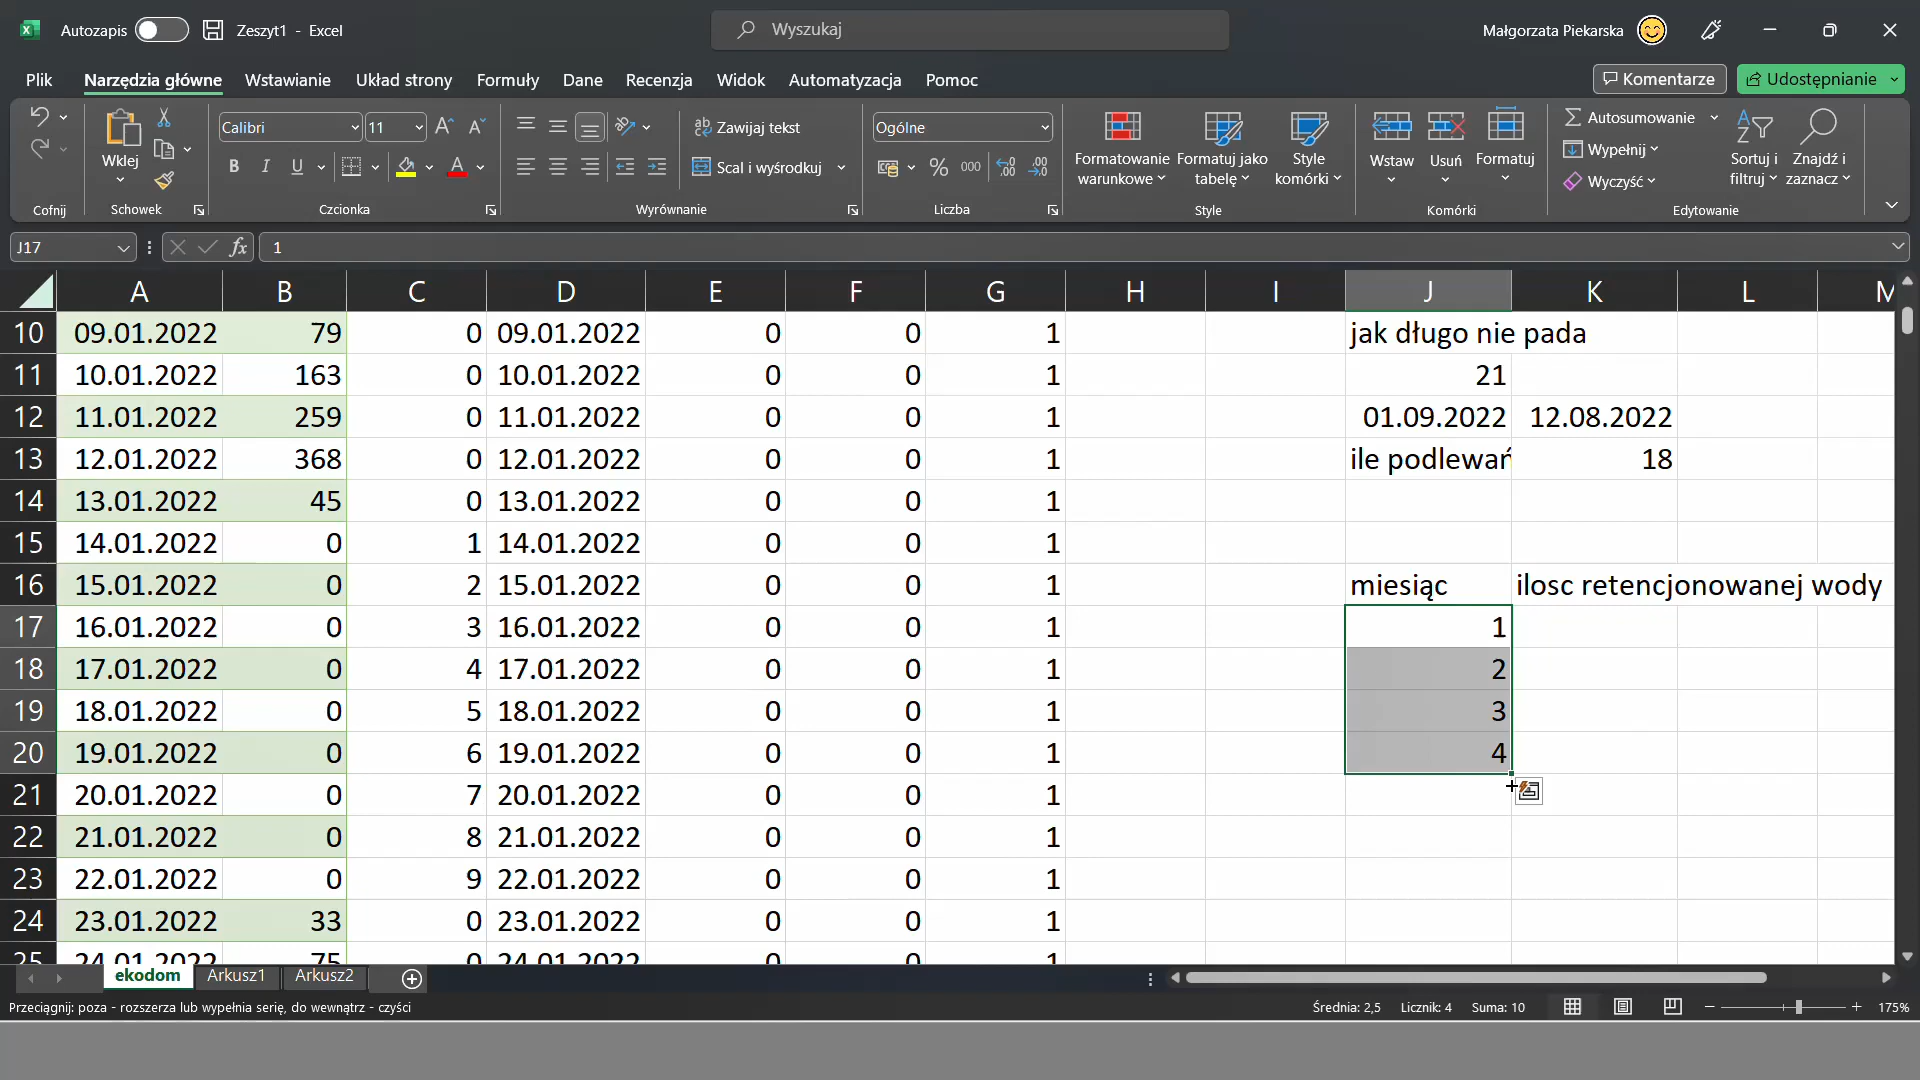 Autozapis Zeszyt1 - Excel Wyszukaj Małgorzata Piekarska
Plik Narzędzia główne Wstawianie Układ strony Formuły Dane Recenzja Widok Automatyzacja Pomoc Komentarze Udostępnianie
Calibri 11 Zawijaj tekst Ogólne Autosumowanie
Wklej B I U Scal i wyśrodkuj % 000 Formatowanie warunkowe Formatuj jako tabelę Style komórki Wstaw Usuń Formatuj Wypełnij Wyczyść Sortuj i filtruj Znajdź i zaznacz
Cofnij Schowek Czcionka Wyrównanie Liczba Style Komórki Edytowanie
J17 fx 1
A B C D E F G H I J K L M
10 09.01.2022 79 0 09.01.2022 0 0 1 jak długo nie pada
11 10.01.2022 163 0 10.01.2022 0 0 1 21
12 11.01.2022 259 0 11.01.2022 0 0 1 01.09.2022 12.08.2022
13 12.01.2022 368 0 12.01.2022 0 0 1 ile podlewań 18
14 13.01.2022 45 0 13.01.2022 0 0 1
15 14.01.2022 0 1 14.01.2022 0 0 1
16 15.01.2022 0 2 15.01.2022 0 0 1 miesiąc ilosc retencjonowanej wody
17 16.01.2022 0 3 16.01.2022 0 0 1 1
18 17.01.2022 0 4 17.01.2022 0 0 1 2
19 18.01.2022 0 5 18.01.2022 0 0 1 3
20 19.01.2022 0 6 19.01.2022 0 0 1 4
21 20.01.2022 0 7 20.01.2022 0 0 1
22 21.01.2022 0 8 21.01.2022 0 0 1
23 22.01.2022 0 9 22.01.2022 0 0 1
24 23.01.2022 33 0 23.01.2022 0 0 1
25 24.01.2022 75 0 24.01.2022 0 0 1
ekodom Arkusz1 Arkusz2
Przeciągnij: poza - rozszerza lub wypełnia serię, do wewnątrz - czyści Średnia: 2,5 Licznik: 4 Suma: 10 175%